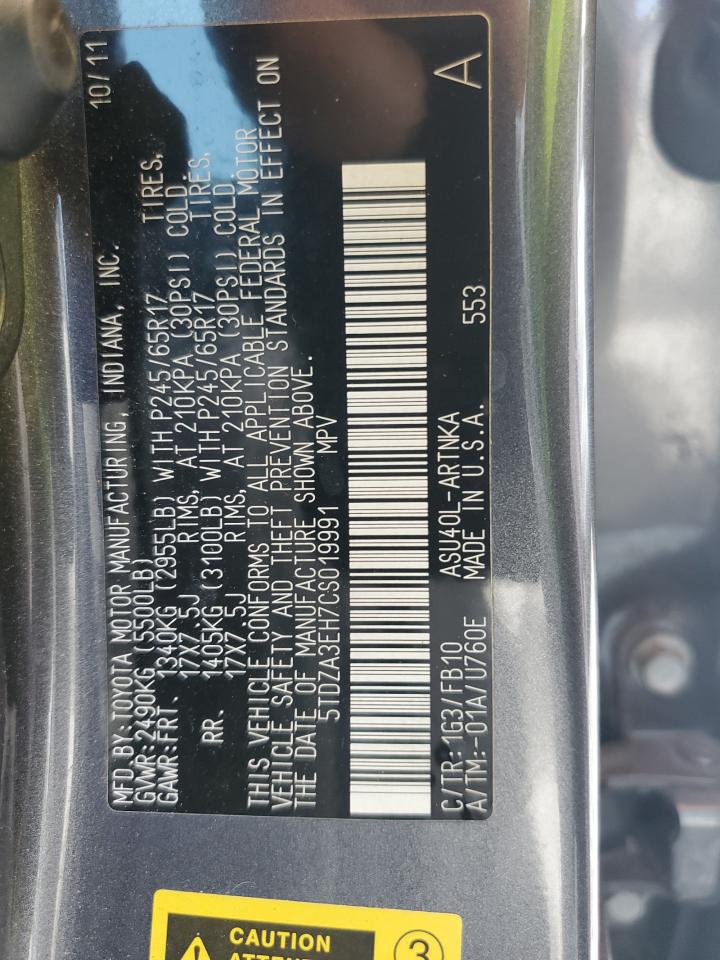 MFD.BY:TOYOTA MOTOR MANUFACTURING, INDIANA, INC. 10/11
GVWR:2490KG (5500LB)
GAWR:FRT. 1340KG (2955LB) WITH P245/65R17 TIRES,
17X7.5J RIMS, AT 210KPA (30PSI) COLD.
RR. 1405KG (3100LB) WITH P245/65R17 TIRES,
17X7.5J RIMS, AT 210KPA (30PSI) COLD.
THIS VEHICLE CONFORMS TO ALL APPLICABLE FEDERAL MOTOR
VEHICLE SAFETY AND THEFT PREVENTION STANDARDS IN EFFECT ON
THE DATE OF MANUFACTURE SHOWN ABOVE.
5TDZA3EH7CS019991 MPV
C/TR:1G3/FB10 ASU40L-ARTNKA 553 A
A/TM:-01A/U760E MADE IN U.S.A.
CAUTION
3